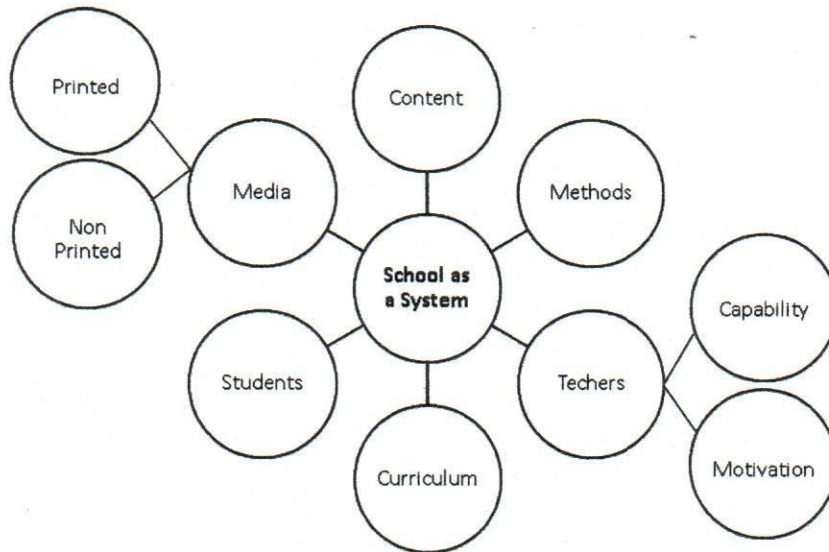 Printed
Content
Non
Printed
Media
Methods
School as
a System
Capability
Students
Techers
Curriculum
Motivation